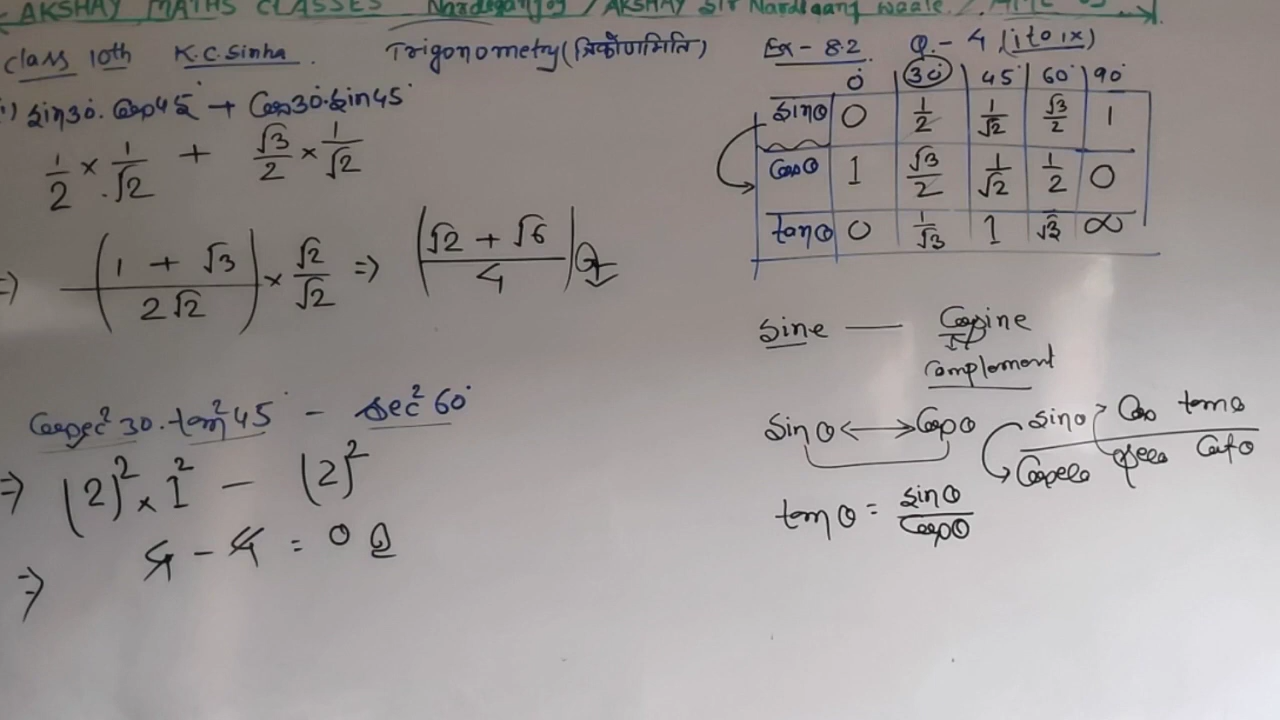 AKSHAY MATHS CLASSES / AKSHAY Sir
Class 10th K.C.Sinha. Trigonometry (त्रिकोणमिति) Ex - 8.2 Q.- 4 (i to ix)
i) Sin30°. Cos45° + Cos30°.Sin45°
1/2 × 1/√2 + √3/2 × 1/√2
⇒ (1 + √3 / 2√2) × √2/√2 ⇒ (√2 + √6 / 4)
Cosec² 30.tan² 45° - Sec² 60°
⇒ (2)² × 1² - (2)²
⇒ 4 - 4 = 0
0° 30° 45° 60° 90°
Sinθ 0 1/2 1/√2 √3/2 1
Cosθ 1 √3/2 1/√2 1/2 0
tanθ 0 1/√3 1 √3 ∞
Sine — Cosine
Complement
Sinθ ↔ Cosθ
Sinθ Cos tanθ
Cosecθ Secθ Cotθ
tanθ = Sinθ/Cosθ